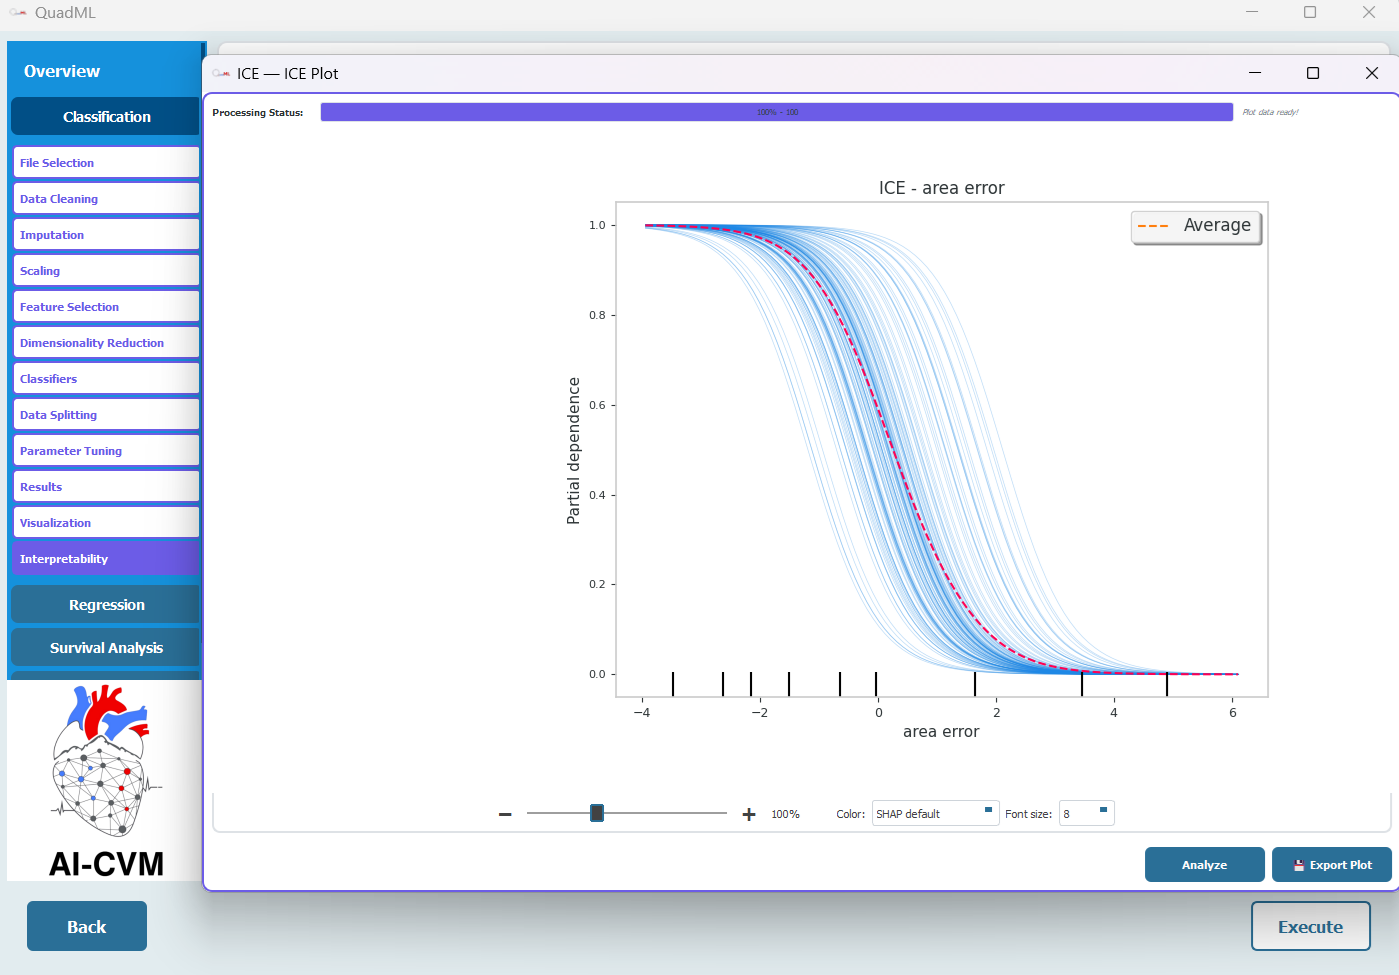 QuadML
Overview
Classification
File Selection
Data Cleaning
Imputation
Scaling
Feature Selection
Dimensionality Reduction
Classifiers
Data Splitting
Parameter Tuning
Results
Visualization
Interpretability
Regression
Survival Analysis
AI-CVM
Back
Execute
ICE — ICE Plot
Processing Status:
100% - 100
Plot data ready!
ICE - area error
Average
Partial dependence
1.0
0.8
0.6
0.4
0.2
0.0
−4 −2 0 2 4 6
area error
100%
Color: SHAP default
Font size: 8
Analyze
Export Plot